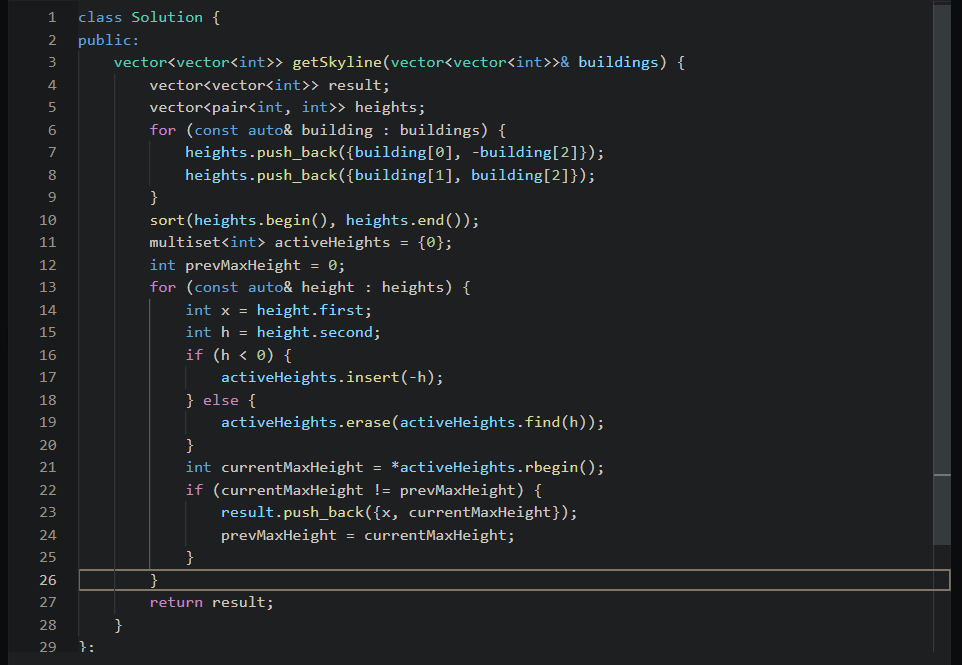 1 class Solution {
2 public:
3     vector<vector<int>> getSkyline(vector<vector<int>>& buildings) {
4         vector<vector<int>> result;
5         vector<pair<int, int>> heights;
6         for (const auto& building : buildings) {
7             heights.push_back({building[0], -building[2]});
8             heights.push_back({building[1], building[2]});
9         }
10         sort(heights.begin(), heights.end());
11         multiset<int> activeHeights = {0};
12         int prevMaxHeight = 0;
13         for (const auto& height : heights) {
14             int x = height.first;
15             int h = height.second;
16             if (h < 0) {
17                 activeHeights.insert(-h);
18             } else {
19                 activeHeights.erase(activeHeights.find(h));
20             }
21             int currentMaxHeight = *activeHeights.rbegin();
22             if (currentMaxHeight != prevMaxHeight) {
23                 result.push_back({x, currentMaxHeight});
24                 prevMaxHeight = currentMaxHeight;
25             }
26         }
27         return result;
28     }
29 };